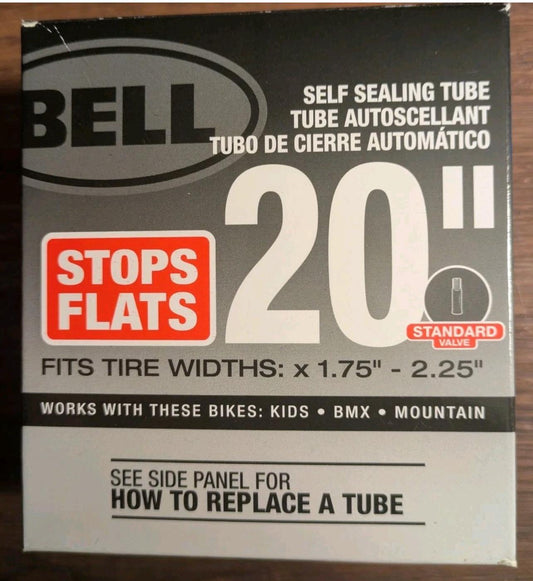 BELL
SELF SEALING TUBE
TUBE AUTOSCELLANT
TUBO DE CIERRE AUTOMÁTICO
20"
STOPS
FLATS
STANDARD
VALVE
FITS TIRE WIDTHS: x 1.75" - 2.25"
WORKS WITH THESE BIKES: KIDS • BMX • MOUNTAIN
SEE SIDE PANEL FOR
HOW TO REPLACE A TUBE